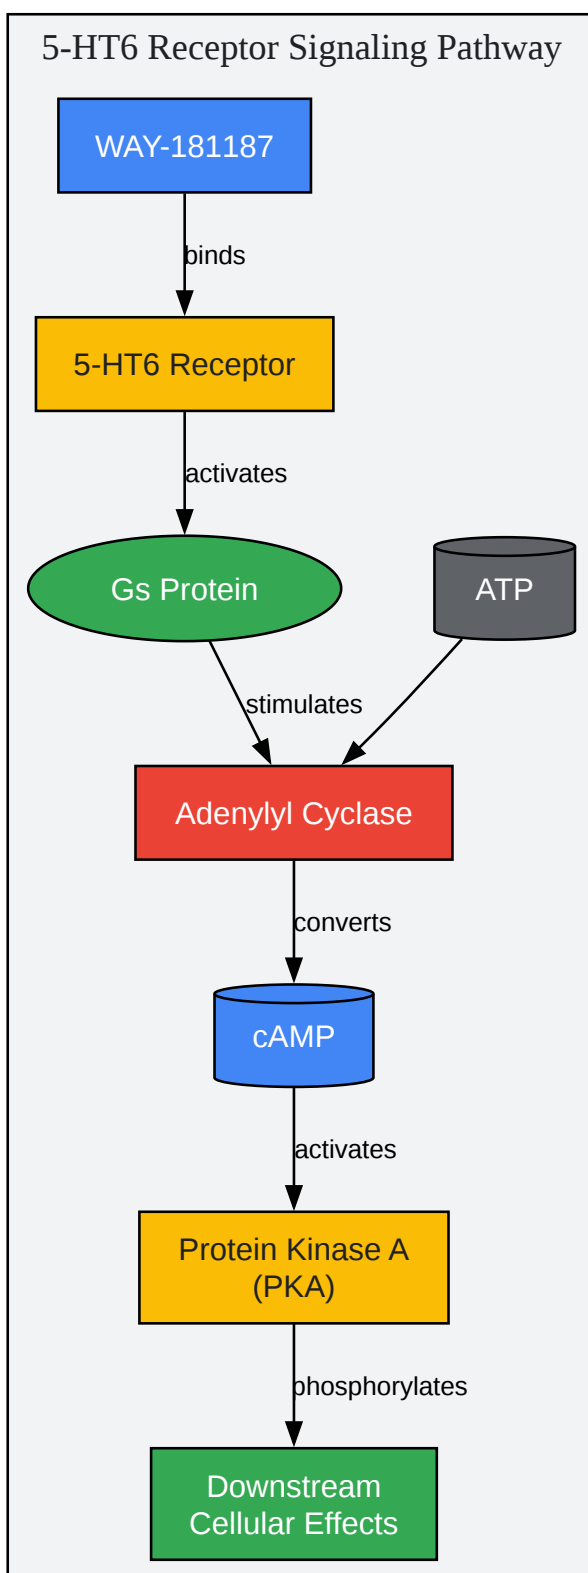 5-HT6 Receptor Signaling Pathway
WAY-181187
binds
5-HT6 Receptor
activates
Gs Protein
ATP
stimulates
Adenylyl Cyclase
converts
cAMP
activates
Protein Kinase A
(PKA)
phosphorylates
Downstream
Cellular Effects